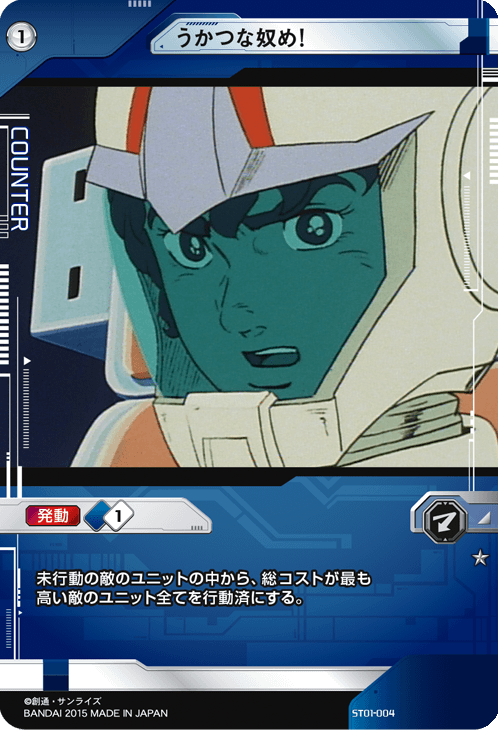 1
うかつな奴め!
COUNTER
発動
1
未行動の敵のユニットの中から、総コストが最も
高い敵のユニット全てを行動済にする。
©創通・サンライズ
BANDAI 2015 MADE IN JAPAN
ST01-004